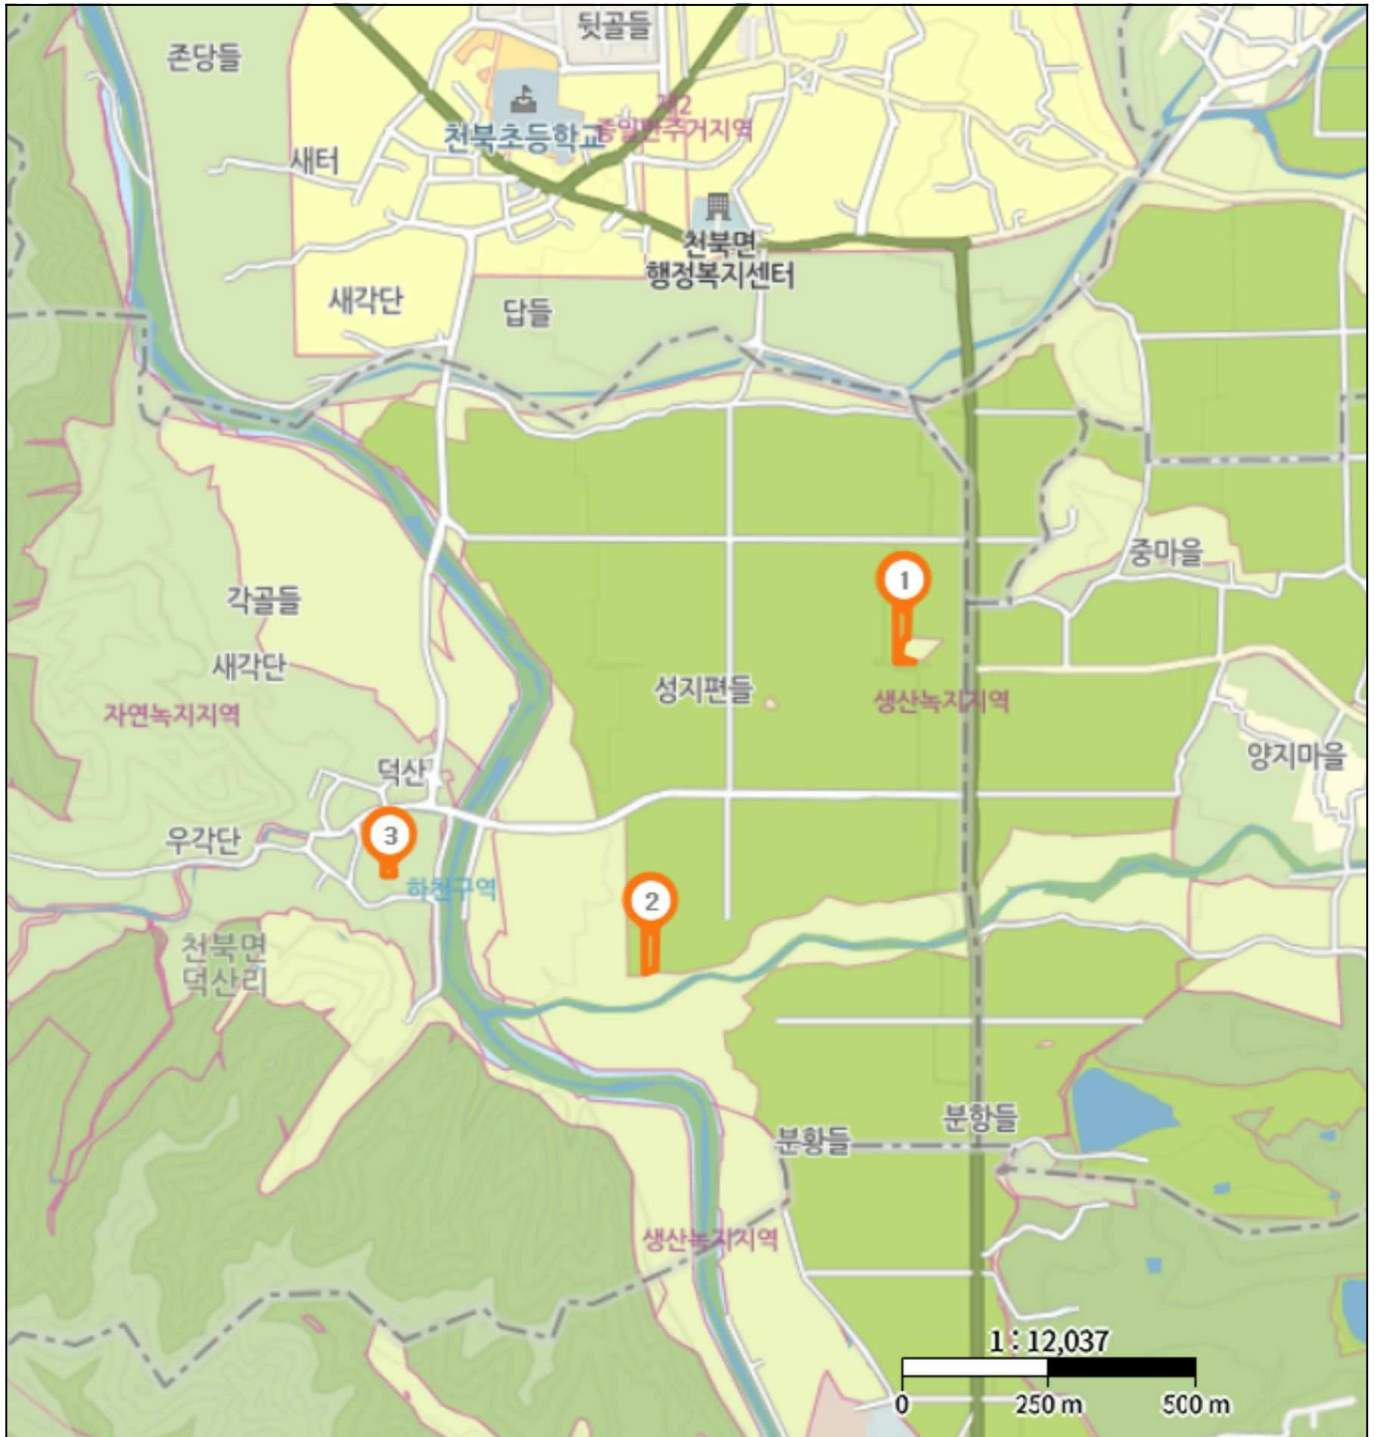 뒷골들
존당들
제2
종일반주거지역
천북초등학교
새터
천북면
행정복지센터
새각단
답들
중마을
1
각골들
새각단
성지편들
생산녹지지역
자연녹지지역
양지마을
덕산
3
우각단
하천구역
2
천북면
덕산리
분황들
분항들
생산녹지지역
1 : 12,037
0 250 m 500 m